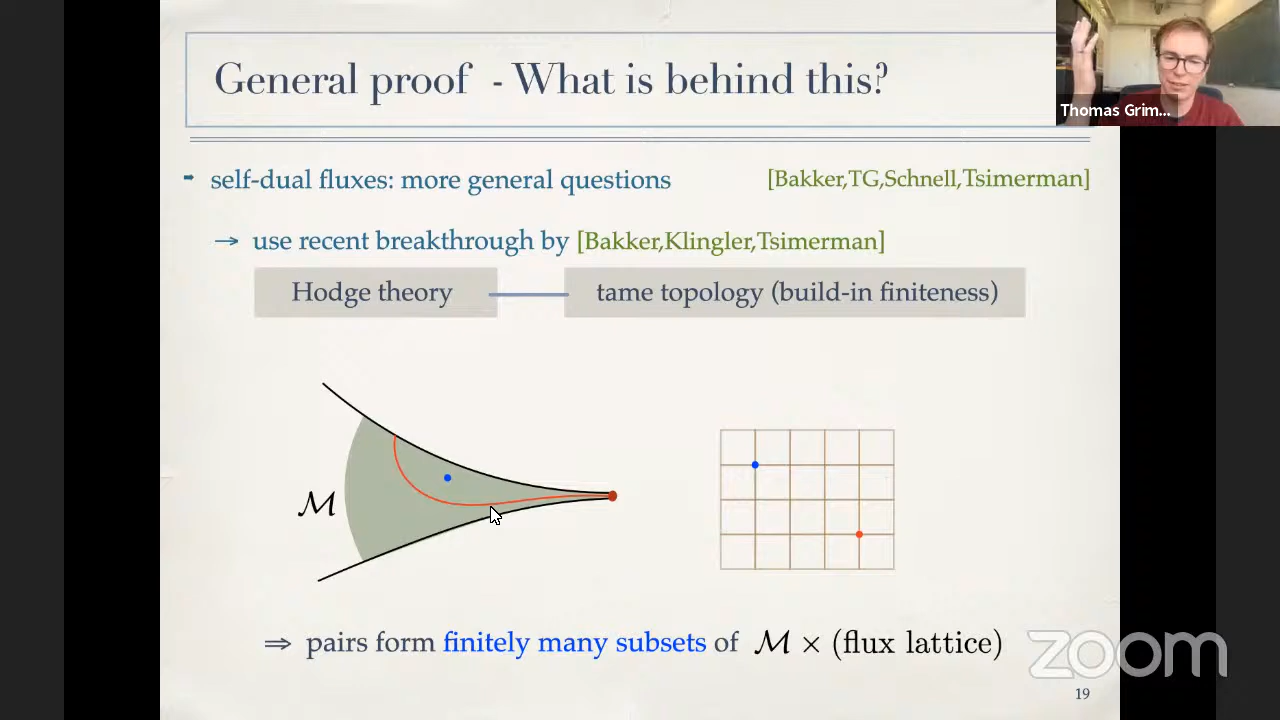 General proof - What is behind this?
Thomas Grim...
➡ self-dual fluxes: more general questions [Bakker,TG,Schnell,Tsimerman]
→ use recent breakthrough by [Bakker,Klingler,Tsimerman]
Hodge theory tame topology (build-in finiteness)
ℳ
⇒ pairs form finitely many subsets of ℳ × (flux lattice)
zoom
19